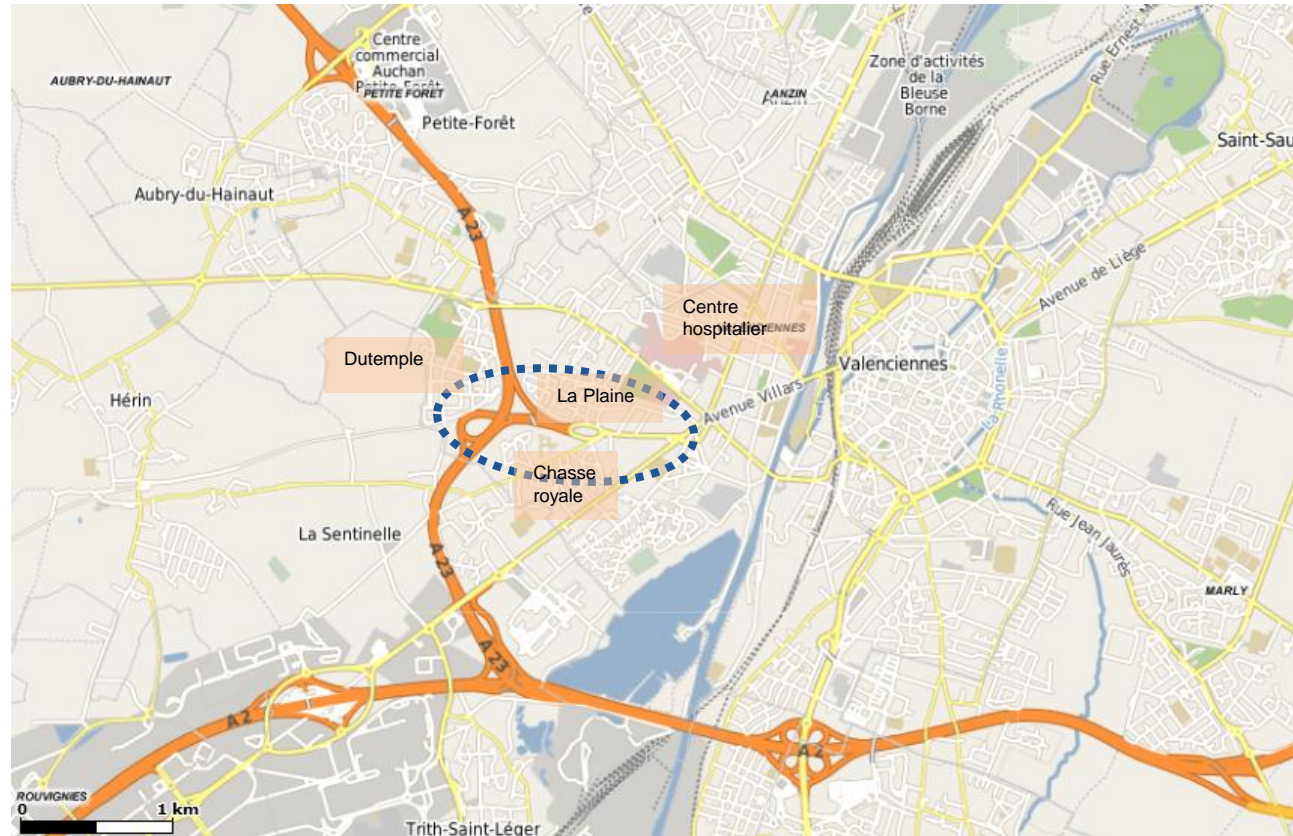 Centre
commercial
Auchan
Petite-Forêt
PETITE FORET
AUBRY-DU-HAINAUT
Petite-Forêt
Aubry-du-Hainaut
A 23
Anzin
ANZIN
Zone d'activités
de la
Bleuse
Borne
Rue Ernest
Saint-Sau
Avenue de Liège
Centre
hospitalier
Dutemple
La Plaine
Chasse
royale
Hérin
Avenue Villars
Valenciennes
La Rhonelle
La Sentinelle
A 23
A 23
Rue Jean Jaurès
MARLY
A 2
A 2
ROUVIGNIES
0
1 km
Trith-Saint-Léger